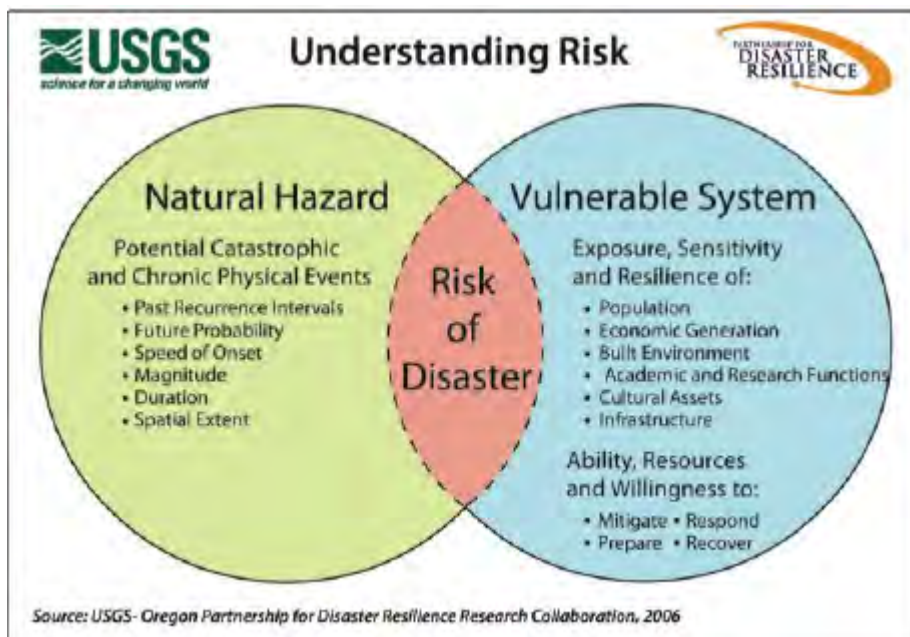 USGS
science for a changing world
Understanding Risk
PARTNERSHIP FOR
DISASTER
RESILIENCE
Natural Hazard
Potential Catastrophic
and Chronic Physical Events
• Past Recurrence Intervals
• Future Probability
• Speed of Onset
• Magnitude
• Duration
• Spatial Extent
Risk
of
Disaster
Vulnerable System
Exposure, Sensitivity
and Resilience of:
• Population
• Economic Generation
• Built Environment
• Academic and Research Functions
• Cultural Assets
• Infrastructure
Ability, Resources
and Willingness to:
• Mitigate • Respond
• Prepare • Recover
Source: USGS- Oregon Partnership for Disaster Resilience Research Collaboration, 2006